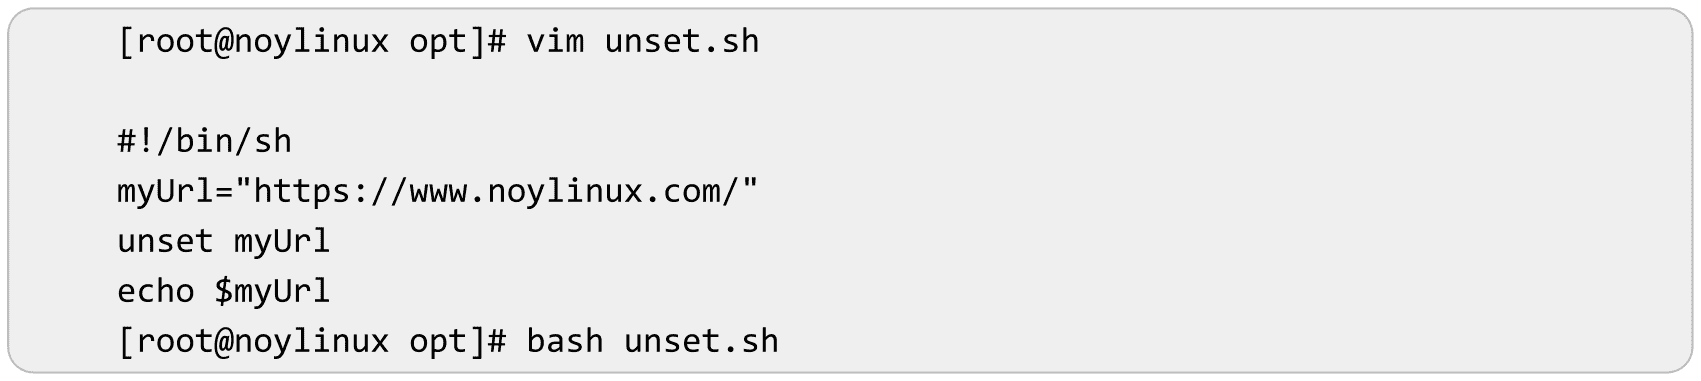 [root@noylinux opt]# vim unset.sh
#!/bin/sh
myUrl="https://www.noylinux.com/"
unset myUrl
echo $myUrl
[root@noylinux opt]# bash unset.sh